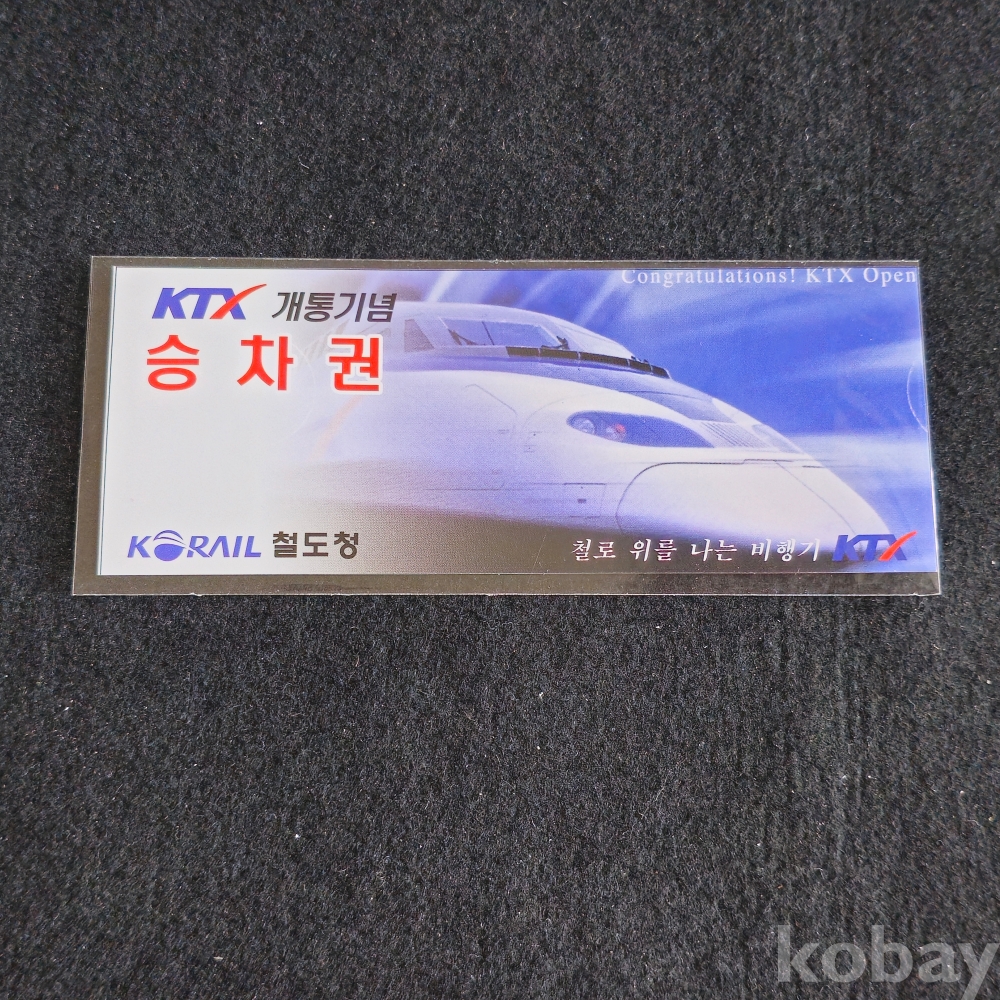 Congratulations! KTX Open
KTX 개통기념
승차권
KORAIL 철도청
철로 위를 나는 비행기 KTX
kobay